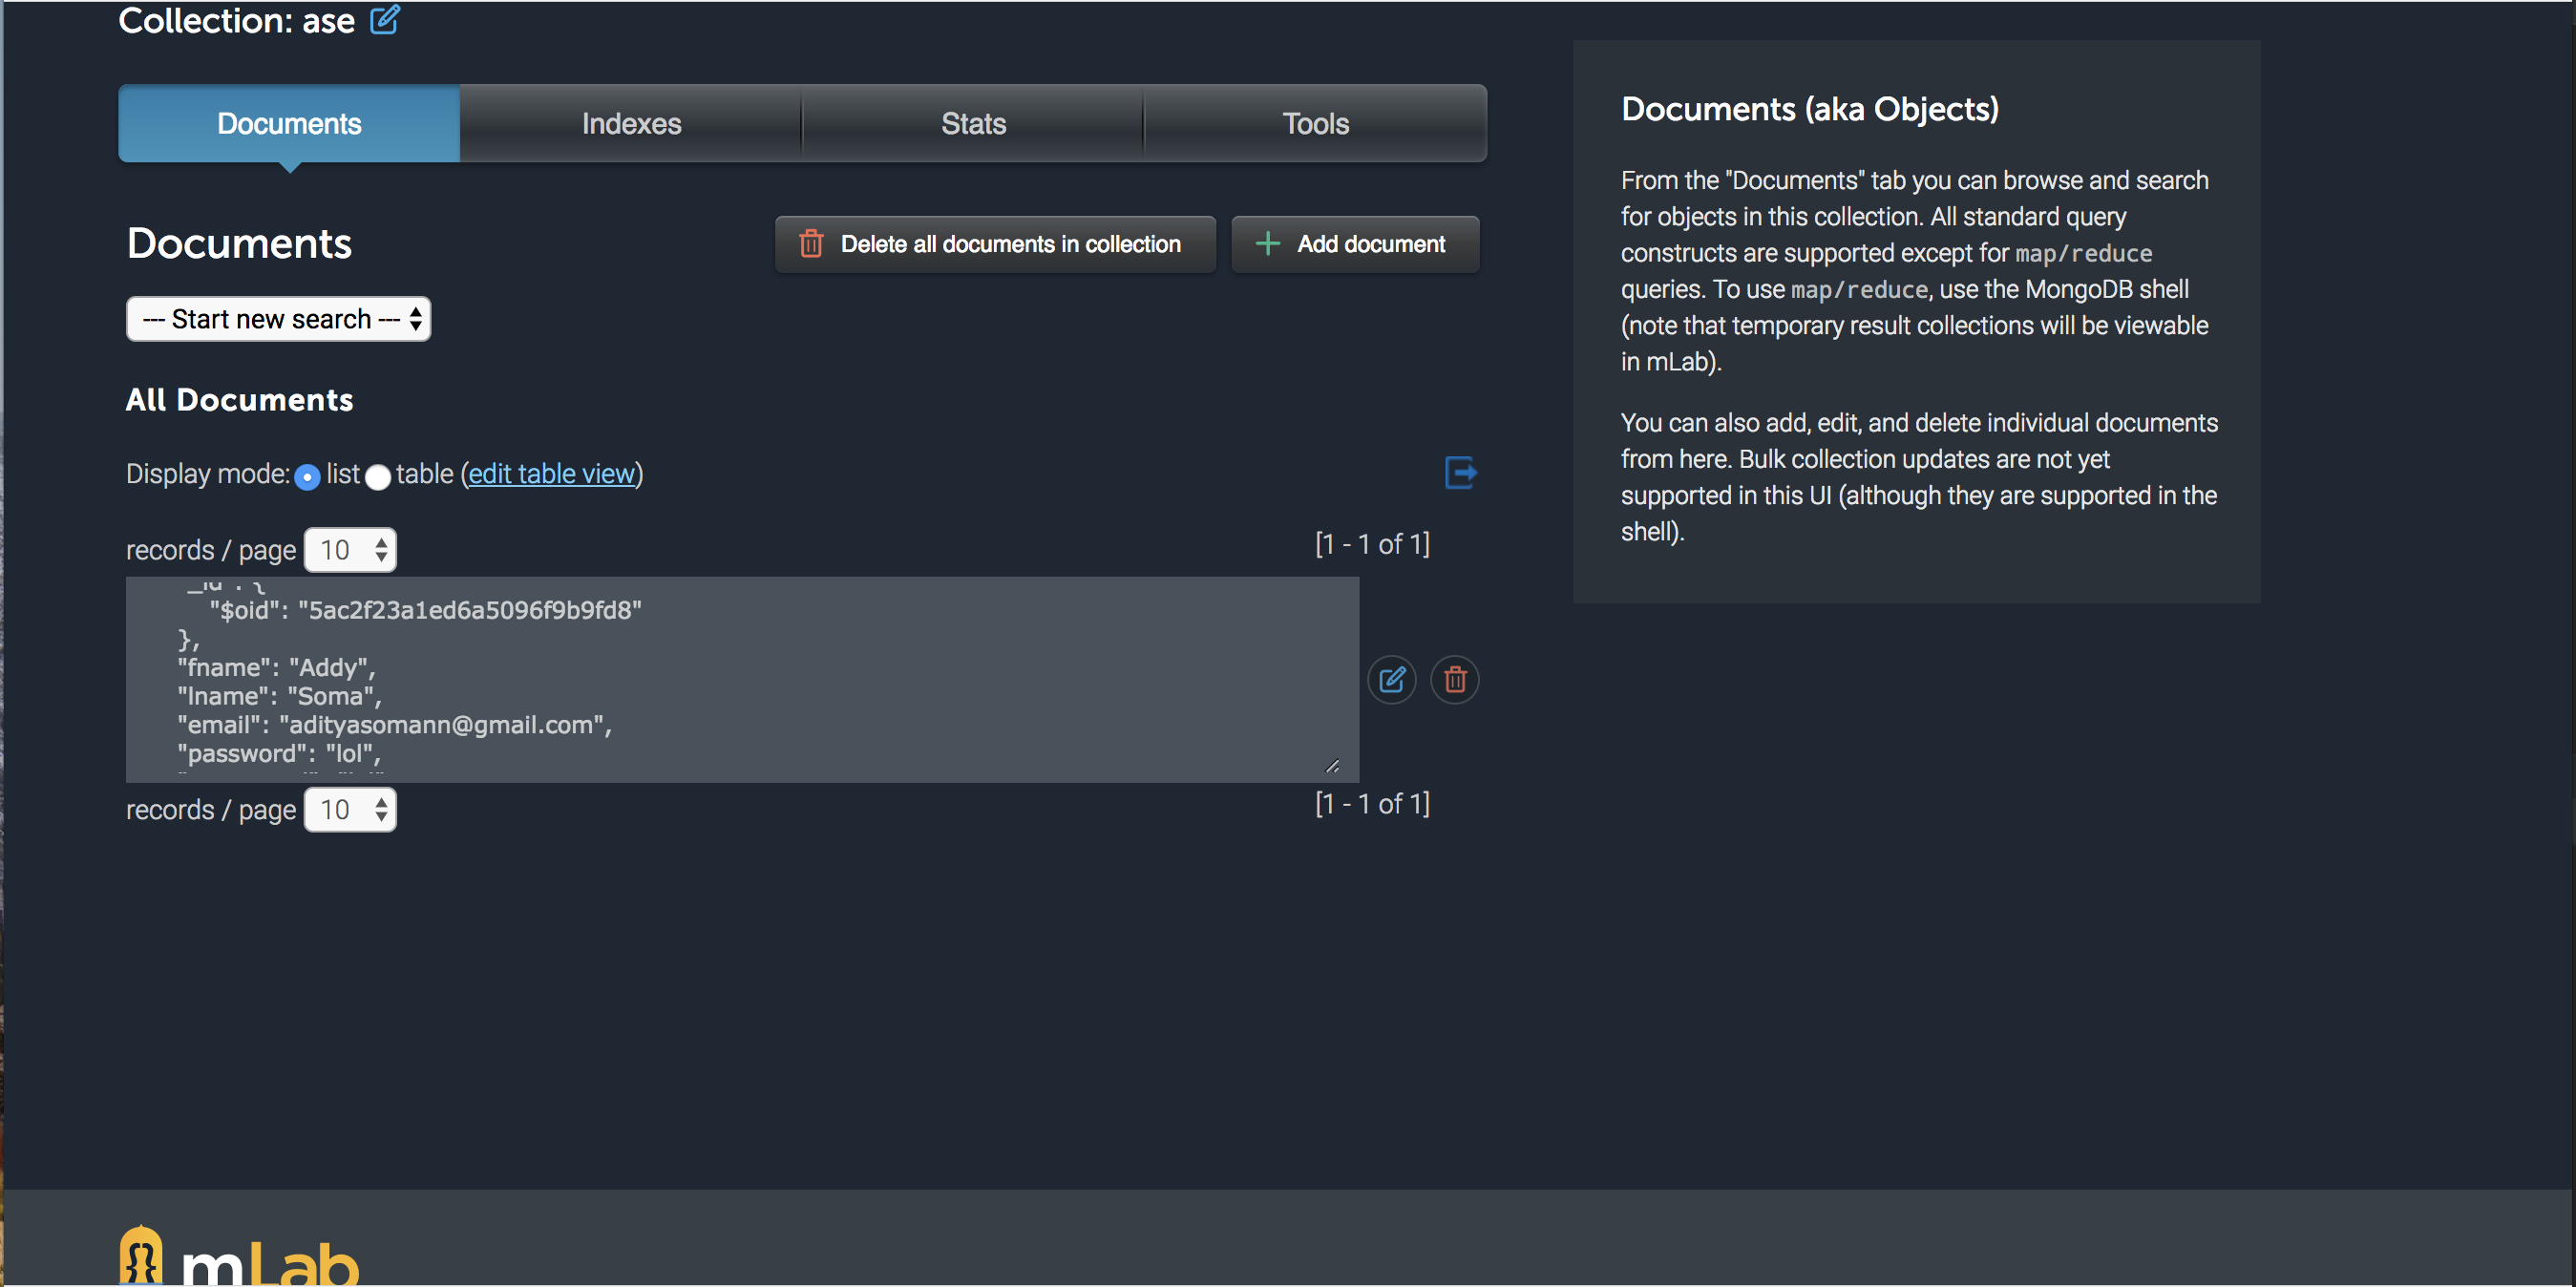 Collection: ase
Documents
Indexes
Stats
Tools
Documents
Delete all documents in collection
Add document
--- Start new search ---
All Documents
Display mode: list table (edit table view)
records / page 10
[1 - 1 of 1]
"_id": {
"$oid": "5ac2f23a1ed6a5096f9b9fd8"
},
"fname": "Addy",
"lname": "Soma",
"email": "adityasomann@gmail.com",
"password": "lol",
records / page 10
[1 - 1 of 1]
Documents (aka Objects)
From the "Documents" tab you can browse and search
for objects in this collection. All standard query
constructs are supported except for map/reduce
queries. To use map/reduce, use the MongoDB shell
(note that temporary result collections will be viewable
in mLab).
You can also add, edit, and delete individual documents
from here. Bulk collection updates are not yet
supported in this UI (although they are supported in the
shell).
mLab